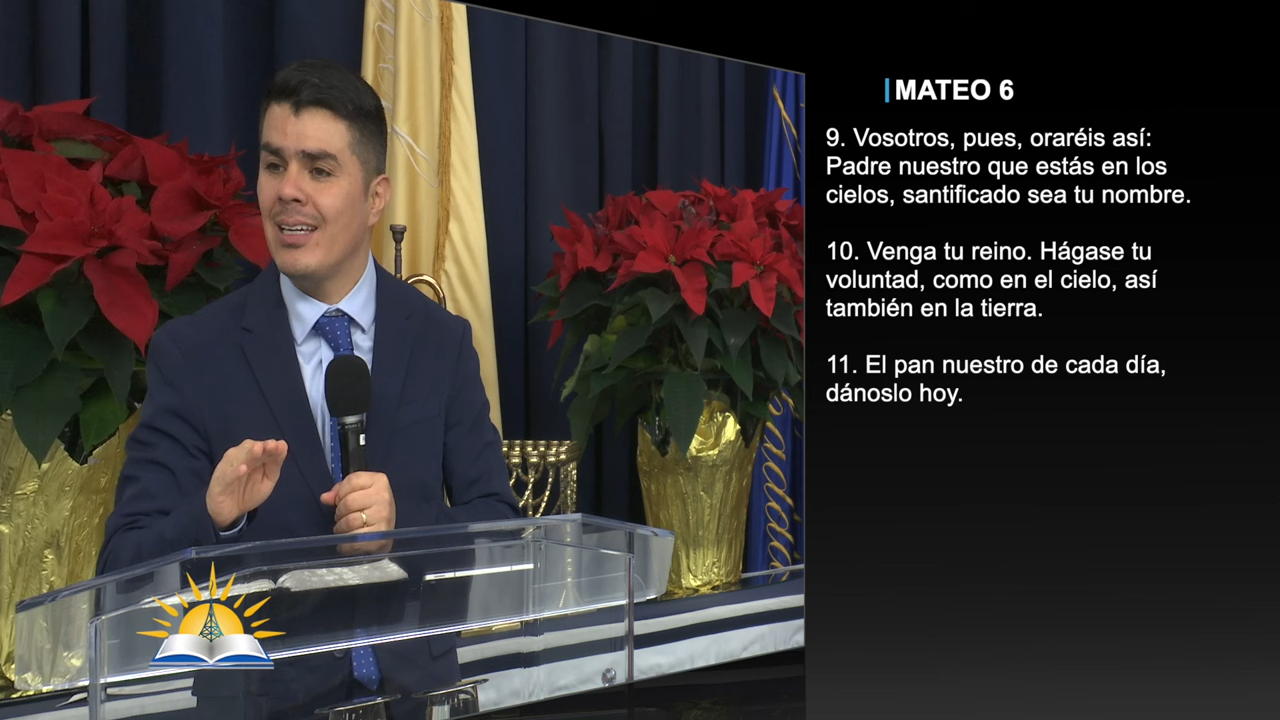 MATEO 6
9. Vosotros, pues, oraréis así:
Padre nuestro que estás en los
cielos, santificado sea tu nombre.
10. Venga tu reino. Hágase tu
voluntad, como en el cielo, así
también en la tierra.
11. El pan nuestro de cada día,
dánoslo hoy.